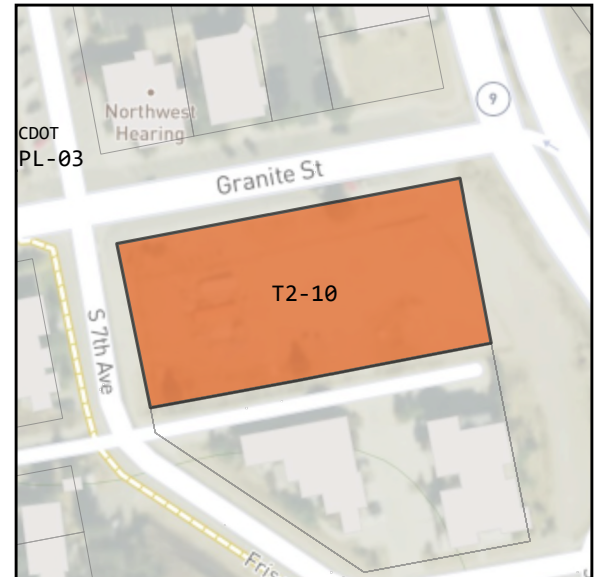 Northwest
Hearing
9
CDOT
PL-03
Granite St
T2-10
S 7th Ave
Fris